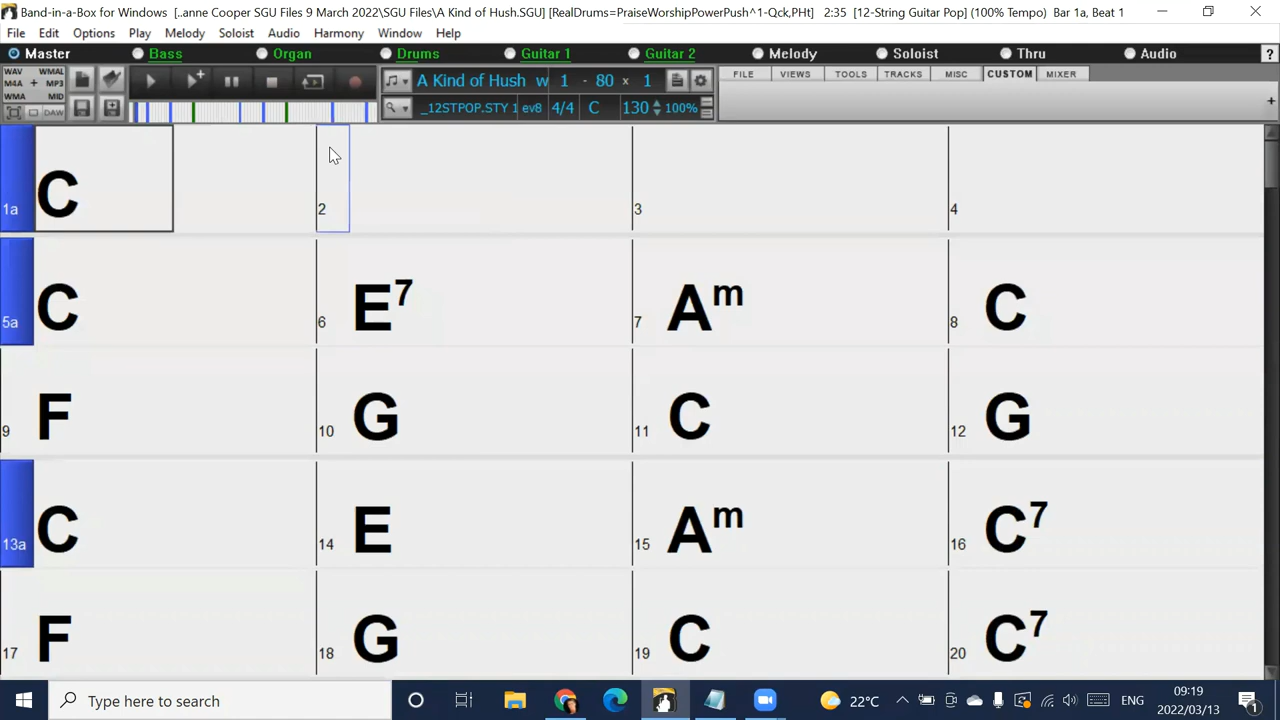 Band-in-a-Box for Windows [..anne Cooper SGU Files 9 March 2022\SGU Files\A Kind of Hush.SGU] [RealDrums=PraiseWorshipPowerPush^1-Qck,PHt] 2:35 [12-String Guitar Pop] (100% Tempo) Bar 1a, Beat 1
File Edit Options Play Melody Soloist Audio Harmony Window Help
Master Bass Organ Drums Guitar 1 Guitar 2 Melody Soloist Thru Audio ?
WAV WMAL
M4A + MP3
WMA MID
DAW
A Kind of Hush w 1 - 80 x 1
_12STPOP.STY 1 ev8 4/4 C 130 100%
FILE VIEWS TOOLS TRACKS MISC CUSTOM MIXER
+
1a C 2 3 4
5a C 6 E7 7 Am 8 C
9 F 10 G 11 C 12 G
13a C 14 E 15 Am 16 C7
17 F 18 G 19 C 20 C7
Type here to search 22°C ENG 09:19 2022/03/13 1